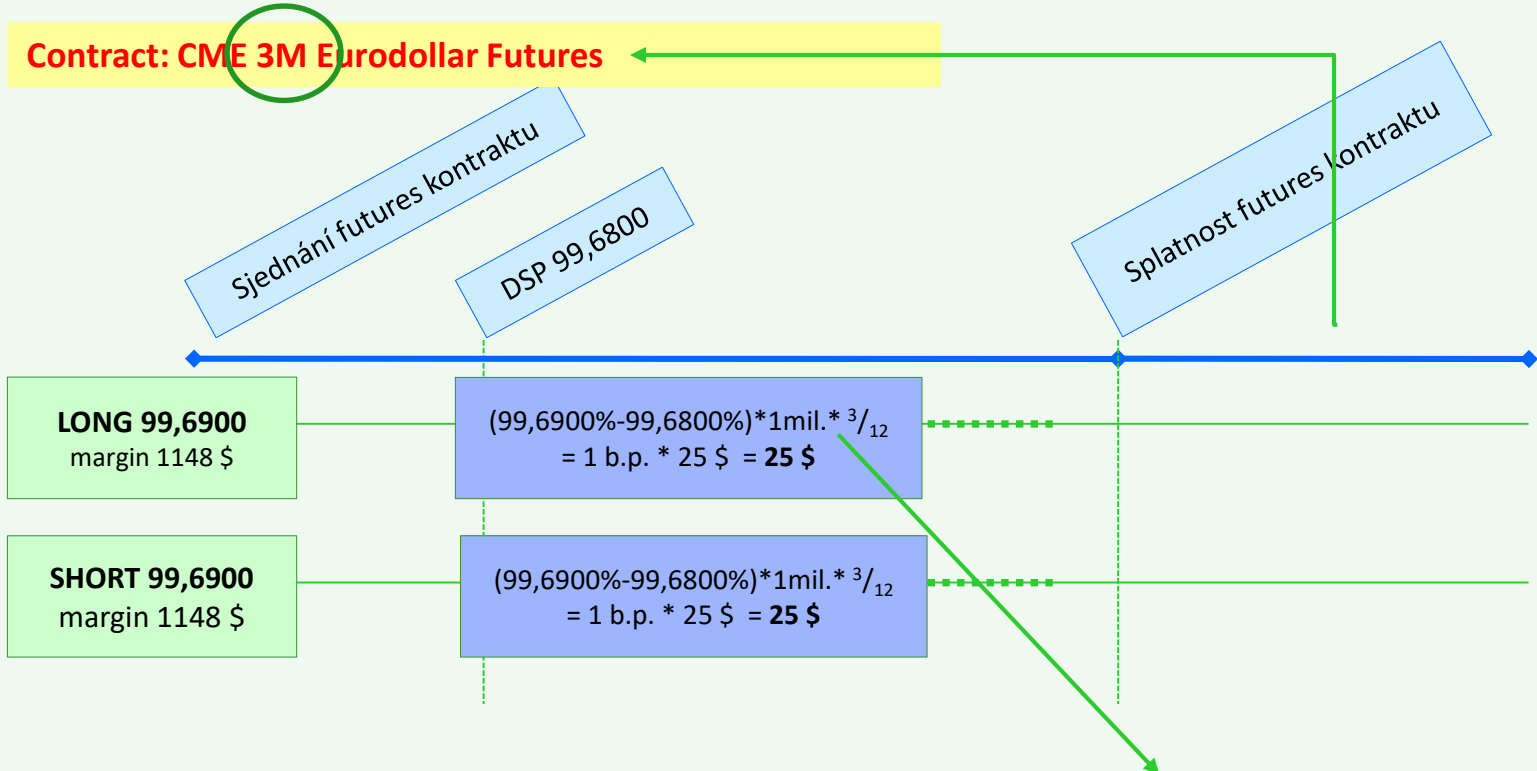 Contract: CME 3M Eurodollar Futures
Sjednání futures kontraktu
DSP 99,6800
Splatnost futures kontraktu
LONG 99,6900
margin 1148 $
(99,6900%-99,6800%)*1mil.* 3/12
= 1 b.p. * 25 $ = 25 $
SHORT 99,6900
margin 1148 $
(99,6900%-99,6800%)*1mil.* 3/12
= 1 b.p. * 25 $ = 25 $